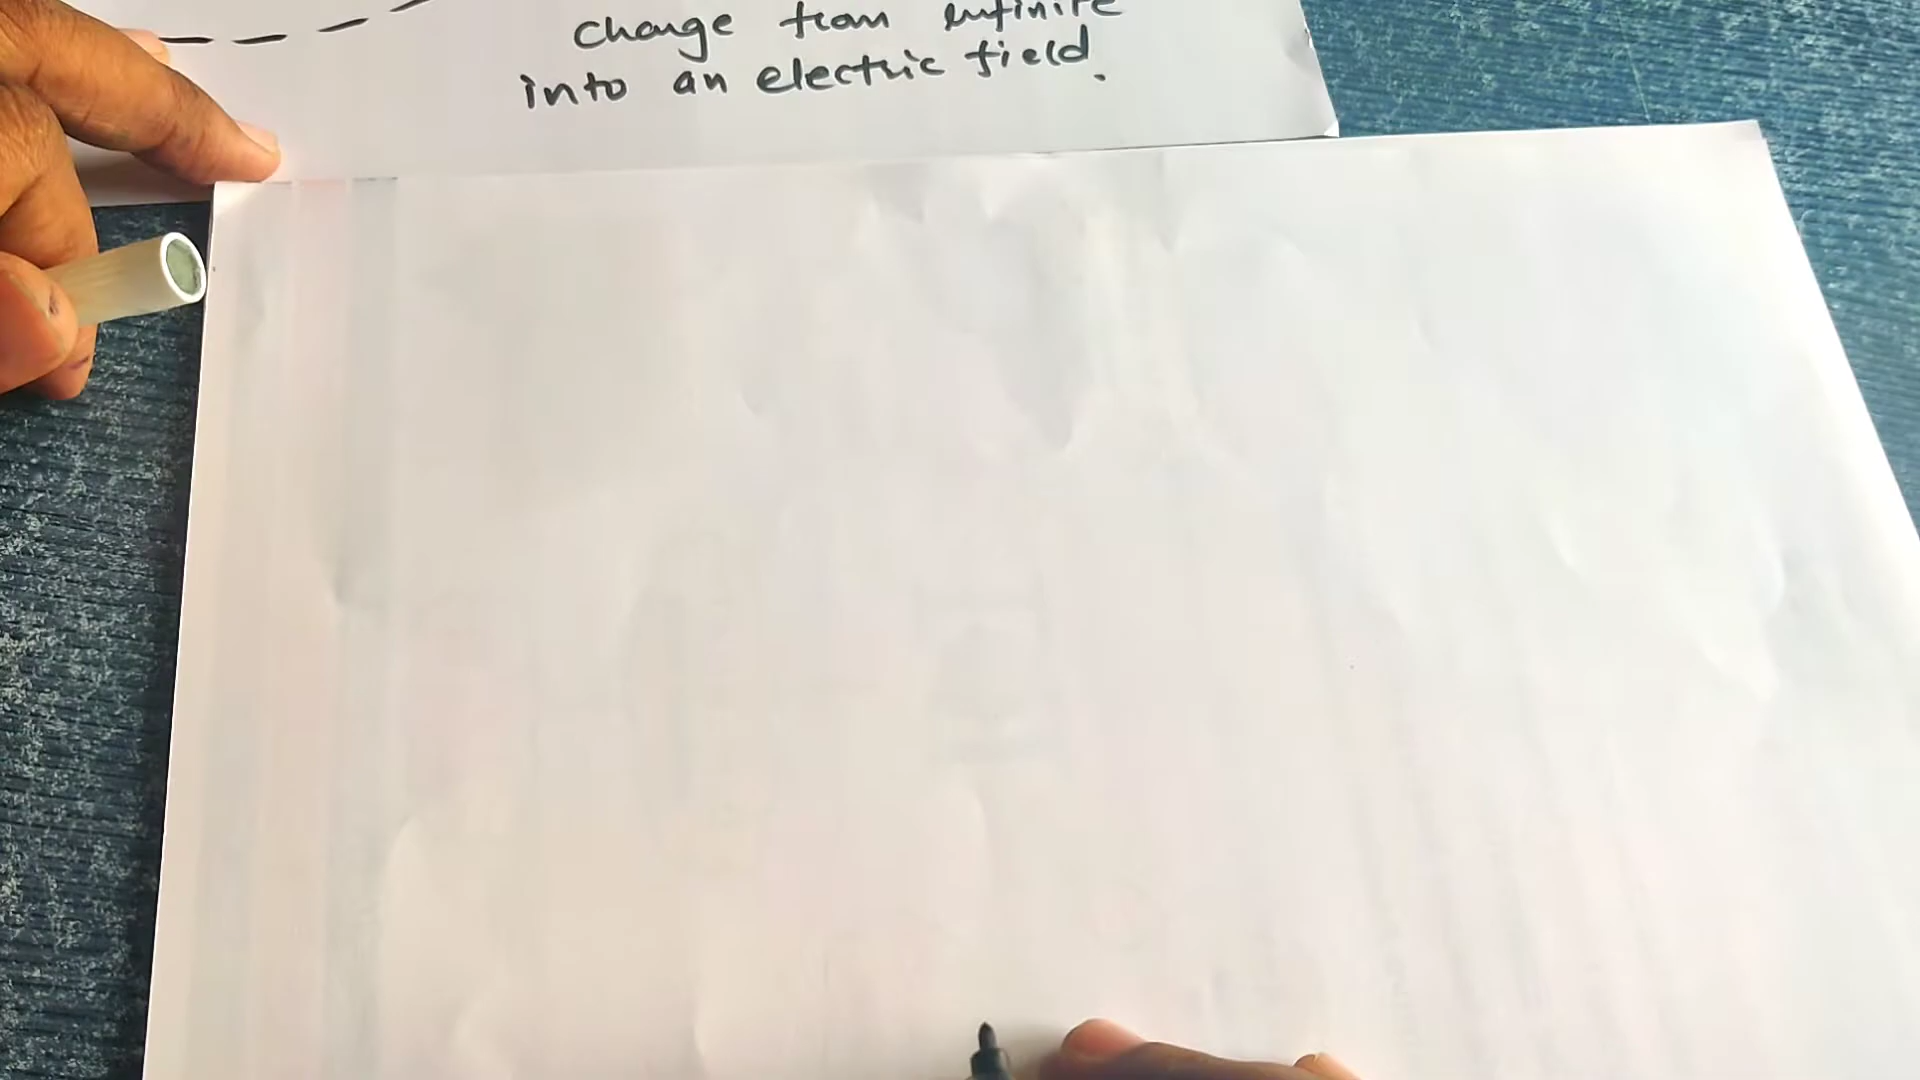 charge from infinite
into an electric field.